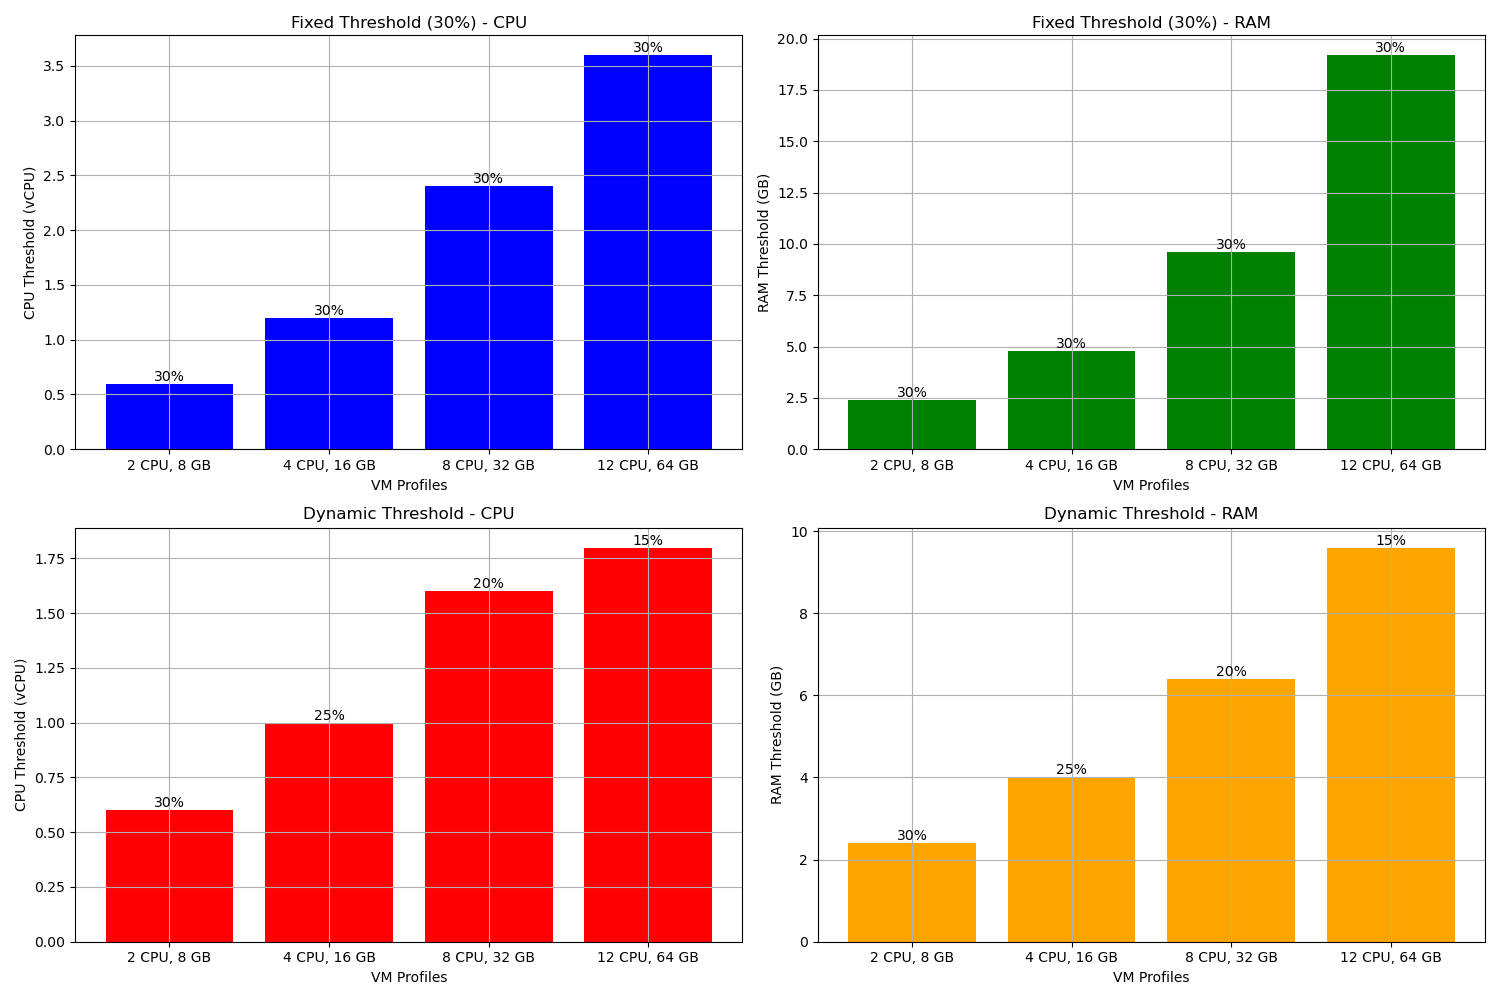 Fixed Threshold (30%) - CPU
CPU Threshold (vCPU)
3.5
3.0
2.5
2.0
1.5
1.0
0.5
0.0
30%
30%
30%
30%
2 CPU, 8 GB
4 CPU, 16 GB
8 CPU, 32 GB
12 CPU, 64 GB
VM Profiles
Fixed Threshold (30%) - RAM
RAM Threshold (GB)
20.0
17.5
15.0
12.5
10.0
7.5
5.0
2.5
0.0
30%
30%
30%
30%
2 CPU, 8 GB
4 CPU, 16 GB
8 CPU, 32 GB
12 CPU, 64 GB
VM Profiles
Dynamic Threshold - CPU
CPU Threshold (vCPU)
1.75
1.50
1.25
1.00
0.75
0.50
0.25
0.00
30%
25%
20%
15%
2 CPU, 8 GB
4 CPU, 16 GB
8 CPU, 32 GB
12 CPU, 64 GB
VM Profiles
Dynamic Threshold - RAM
RAM Threshold (GB)
10
8
6
4
2
0
30%
25%
20%
15%
2 CPU, 8 GB
4 CPU, 16 GB
8 CPU, 32 GB
12 CPU, 64 GB
VM Profiles